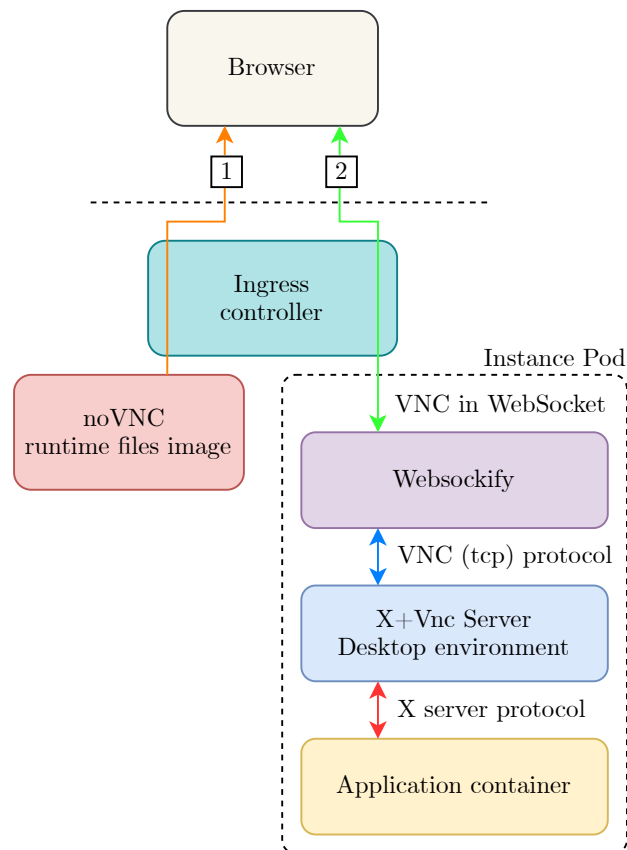 Browser
1
2
Ingress
controller
Instance Pod
noVNC
runtime files image
VNC in WebSocket
Websockify
VNC (tcp) protocol
X+Vnc Server
Desktop environment
X server protocol
Application container